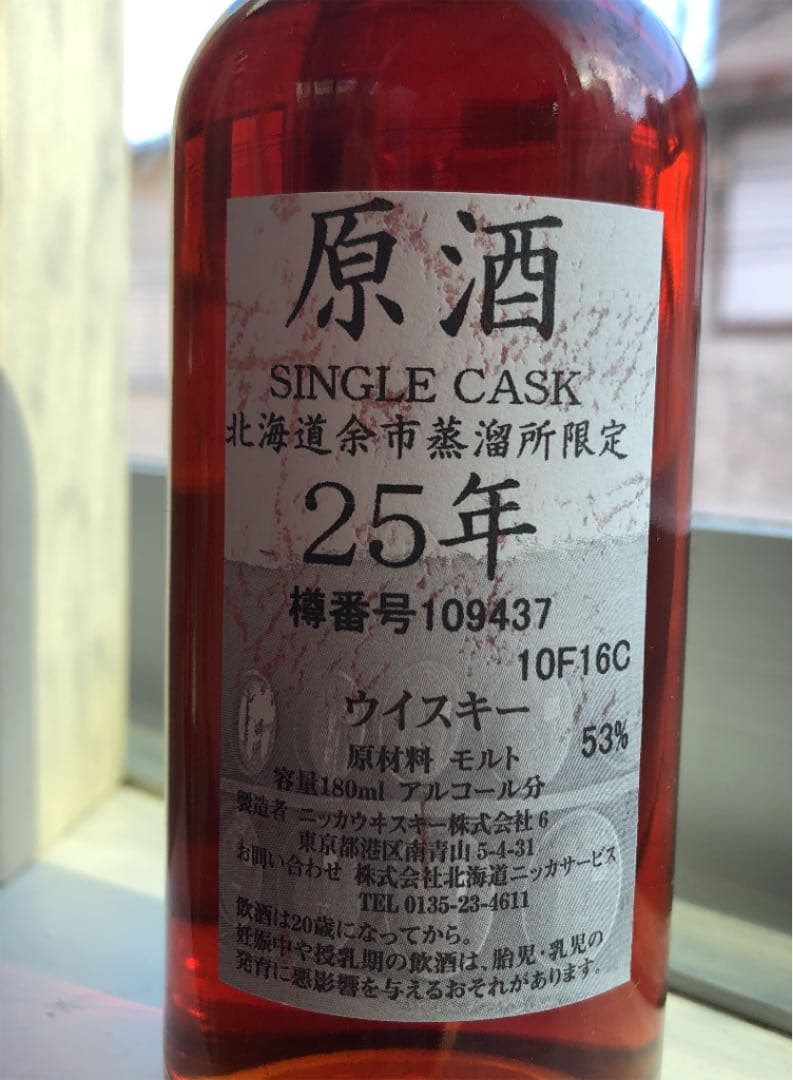 原酒
SINGLE CASK
北海道余市蒸溜所限定
25年
樽番号109437
10F16C
ウイスキー
原材料 モルト
53%
容量180ml アルコール分
製造者 ニッカウヰスキー株式会社 6
東京都港区南青山 5-4-31
お問い合わせ 株式会社北海道ニッカサービス
TEL 0135-23-4611
飲酒は20歳になってから。
妊娠中や授乳期の飲酒は、胎児・乳児の
発育に悪影響を与えるおそれがあります。